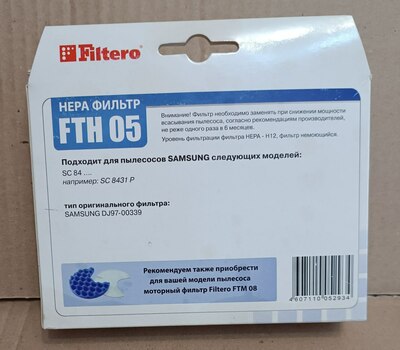 Filtero
НЕРА ФИЛЬТР
FTH 05
Внимание! Фильтр необходимо заменять при снижении мощности
всасывания пылесоса, согласно рекомендациям производителей,
не реже одного раза в 6 месяцев.
Уровень фильтрации фильтра HEPA - H12, фильтр немоющийся.
Подходит для пылесосов SAMSUNG следующих моделей:
SC 84 ....
например: SC 8431 P
тип оригинального фильтра:
SAMSUNG DJ97-00339
Рекомендуем также приобрести
для вашей модели пылесоса
моторный фильтр Filtero FTM 08
4607110052934